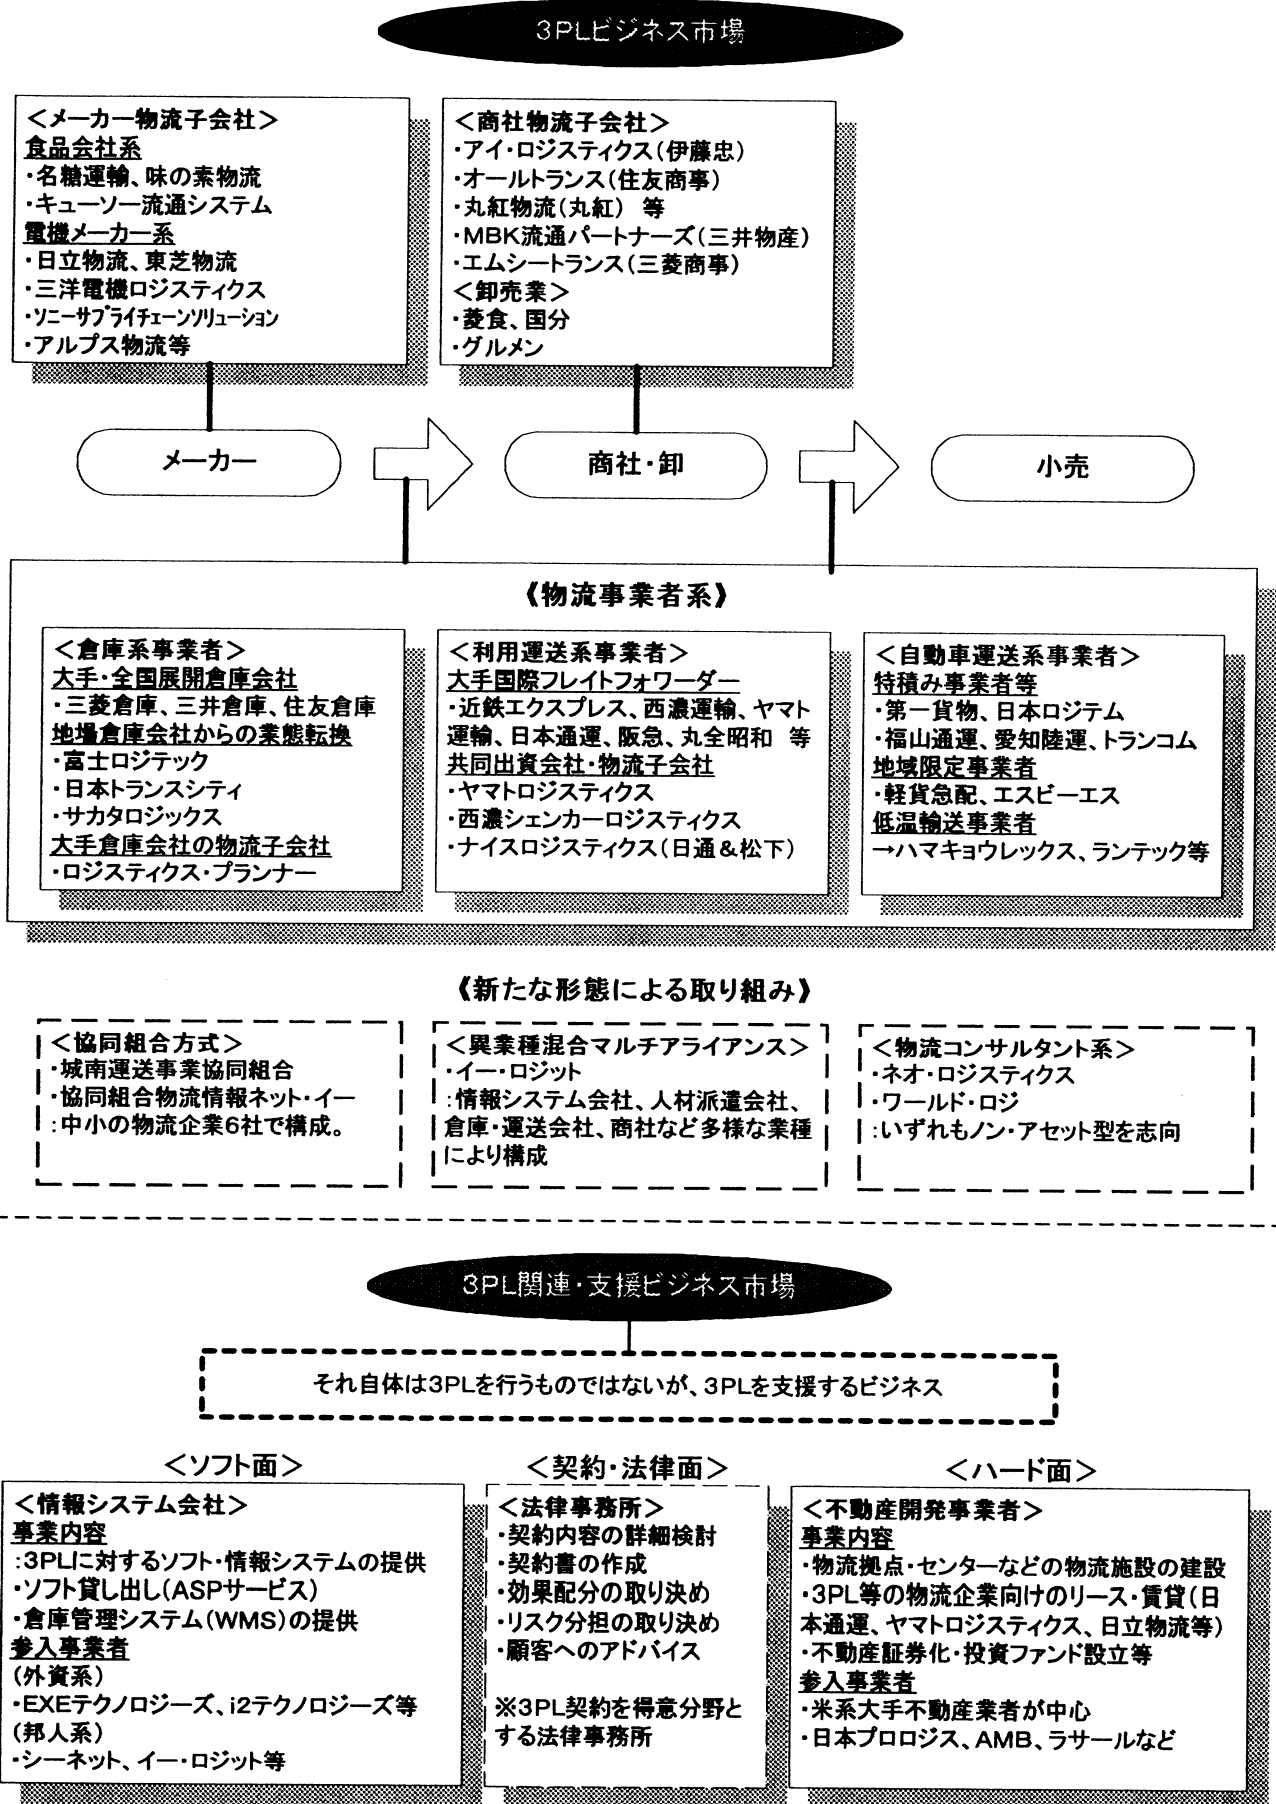 3PLビジネス市場
＜メーカー物流子会社＞
食品会社系
・名糖運輸、味の素物流
・キューソー流通システム
電機メーカー系
・日立物流、東芝物流
・三洋電機ロジスティクス
・ソニーサプライチェーンソリューション
・アルプス物流等
＜商社物流子会社＞
・アイ・ロジスティクス（伊藤忠）
・オールトランス（住友商事）
・丸紅物流（丸紅） 等
・MBK流通パートナーズ（三井物産）
・エムシートランス（三菱商事）
＜卸売業＞
・菱食、国分
・グルメン
メーカー
商社・卸
小売
《物流事業者系》
＜倉庫系事業者＞
大手・全国展開倉庫会社
・三菱倉庫、三井倉庫、住友倉庫
地場倉庫会社からの業態転換
・富士ロジテック
・日本トランスシティ
・サカタロジックス
大手倉庫会社の物流子会社
・ロジスティクス・プランナー
＜利用運送系事業者＞
大手国際フレイトフォワーダー
・近鉄エクスプレス、西濃運輸、ヤマト
運輸、日本通運、阪急、丸全昭和 等
共同出資会社・物流子会社
・ヤマトロジスティクス
・西濃シェンカーロジスティクス
・ナイスロジスティクス（日通＆松下）
＜自動車運送系事業者＞
特積み事業者等
・第一貨物、日本ロジテム
・福山通運、愛知陸運、トランコム
地域限定事業者
・軽貨急配、エスビーエス
低温輸送事業者
→ハマキョウレックス、ランテック等
《新たな形態による取り組み》
＜協同組合方式＞
・城南運送事業協同組合
・協同組合物流情報ネット・イー
：中小の物流企業6社で構成。
＜異業種混合マルチアライアンス＞
・イー・ロジット
：情報システム会社、人材派遣会社、
倉庫・運送会社、商社など多様な業種
により構成
＜物流コンサルタント系＞
・ネオ・ロジスティクス
・ワールド・ロジ
：いずれもノン・アセット型を志向
3PL関連・支援ビジネス市場
それ自体は3PLを行うものではないが、3PLを支援するビジネス
＜ソフト面＞
＜情報システム会社＞
事業内容
：3PLに対するソフト・情報システムの提供
・ソフト貸し出し（ASPサービス）
・倉庫管理システム（WMS）の提供
参入事業者
（外資系）
・EXEテクノロジーズ、i2テクノロジーズ等
（邦人系）
・シーネット、イー・ロジット等
＜契約・法律面＞
＜法律事務所＞
・契約内容の詳細検討
・契約書の作成
・効果配分の取り決め
・リスク分担の取り決め
・顧客へのアドバイス
※3PL契約を得意分野と
する法律事務所
＜ハード面＞
＜不動産開発事業者＞
事業内容
・物流拠点・センターなどの物流施設の建設
・3PL等の物流企業向けのリース・賃貸（日
本通運、ヤマトロジスティクス、日立物流等）
・不動産証券化・投資ファンド設立等
参入事業者
・米系大手不動産業者が中心
・日本プロロジス、AMB、ラサールなど